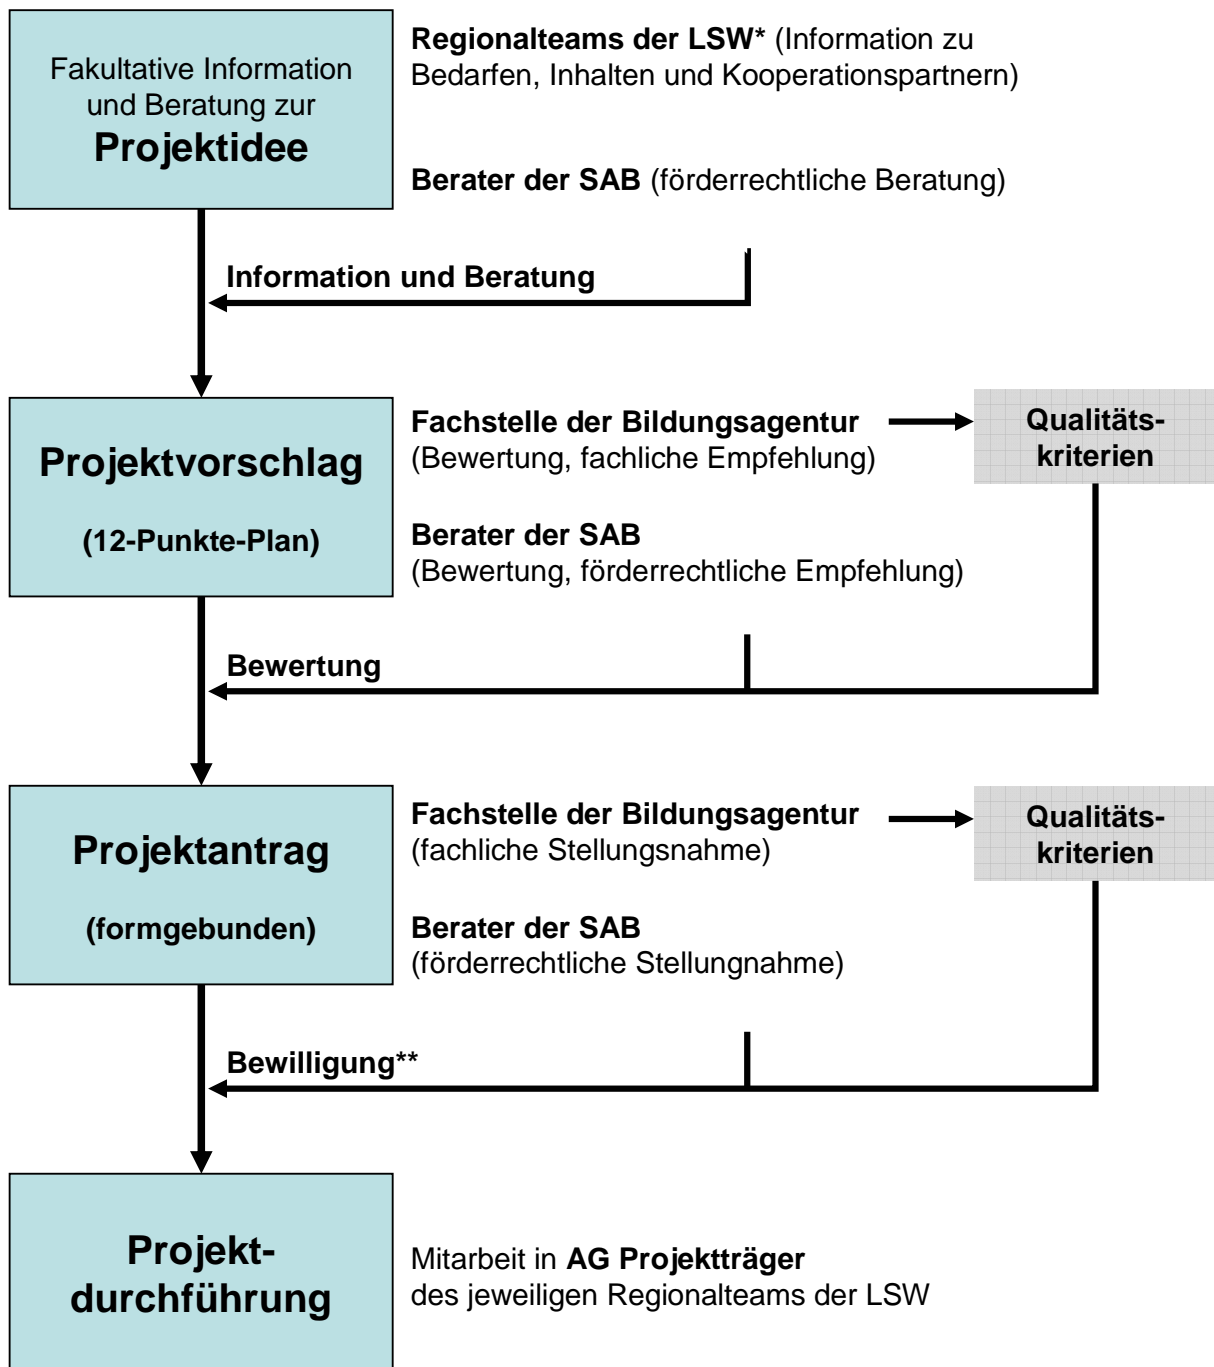 Fakultative Information
und Beratung zur
Projektidee
Regionalteams der LSW* (Information zu
Bedarfen, Inhalten und Kooperationspartnern)
Berater der SAB (förderrechtliche Beratung)
Information und Beratung
Projektvorschlag
(12-Punkte-Plan)
Fachstelle der Bildungsagentur
(Bewertung, fachliche Empfehlung)
Berater der SAB
(Bewertung, förderrechtliche Empfehlung)
Qualitäts-
kriterien
Bewertung
Projektantrag
(formgebunden)
Fachstelle der Bildungsagentur
(fachliche Stellungsnahme)
Berater der SAB
(förderrechtliche Stellungnahme)
Qualitäts-
kriterien
Bewilligung**
Projekt-
durchführung
Mitarbeit in AG Projektträger
des jeweiligen Regionalteams der LSW